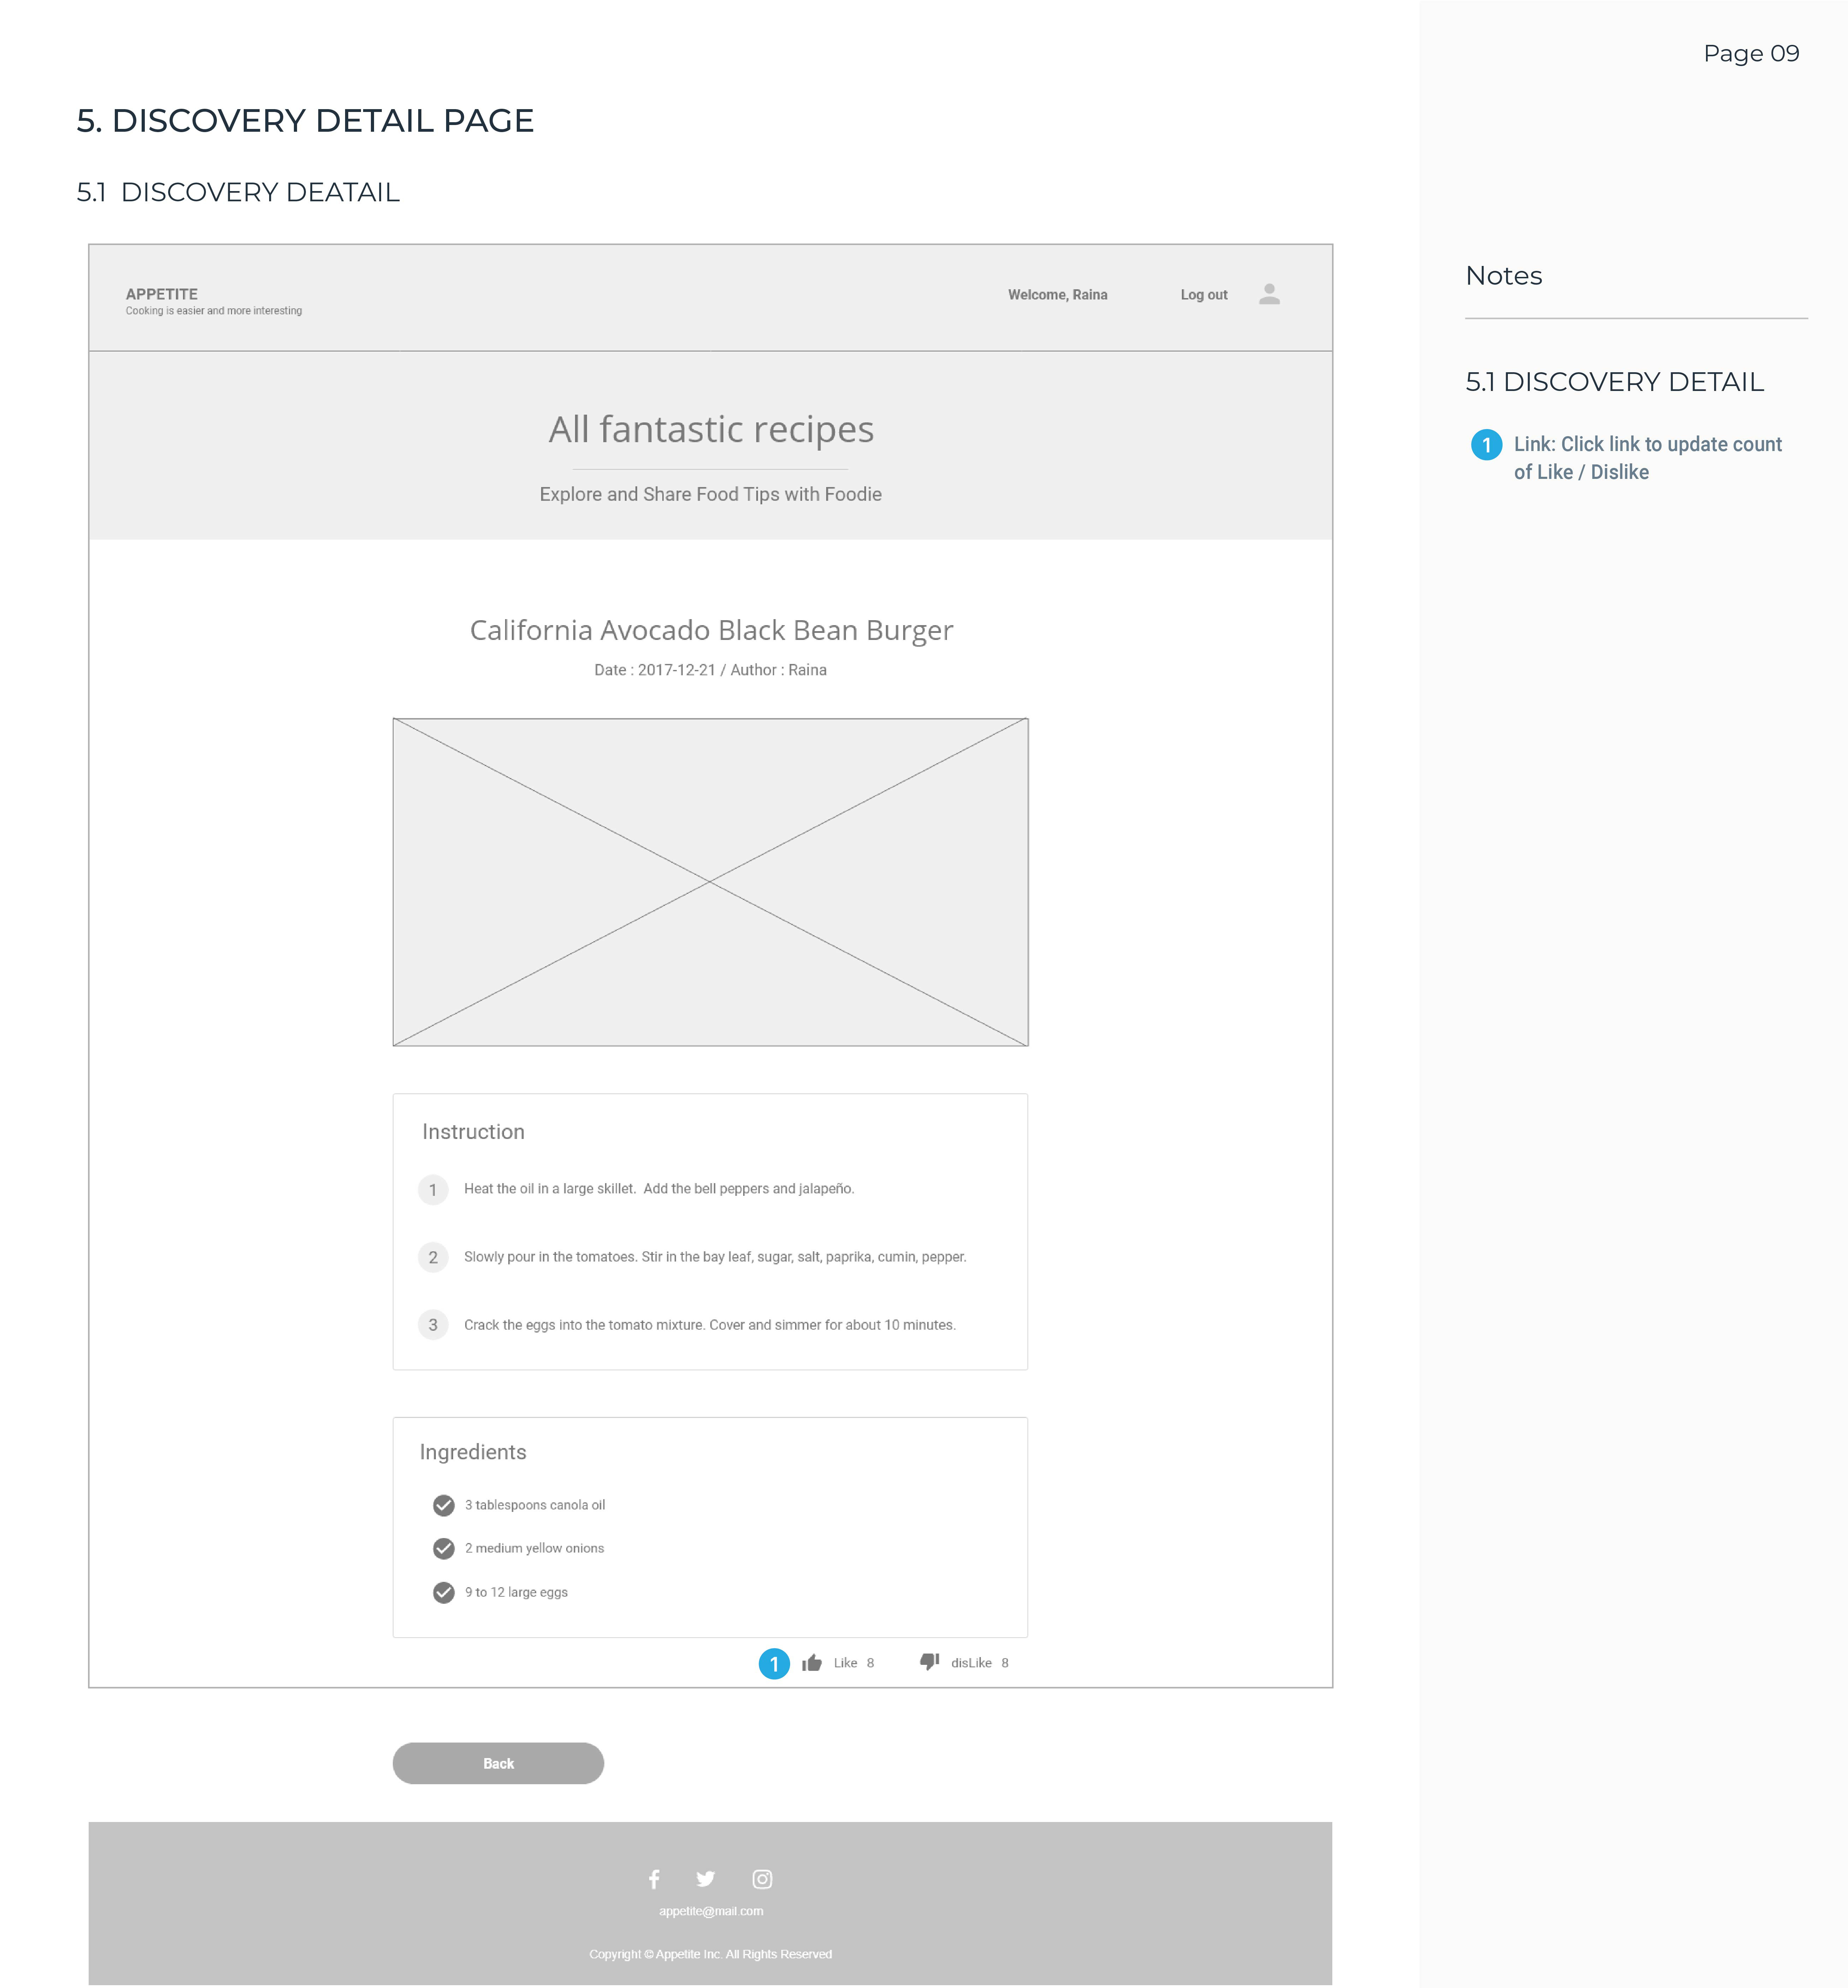 Page 09
5. DISCOVERY DETAIL PAGE
5.1 DISCOVERY DEATAIL
APPETITE
Cooking is easier and more interesting
Welcome, Raina
Log out
All fantastic recipes
Explore and Share Food Tips with Foodie
California Avocado Black Bean Burger
Date : 2017-12-21 / Author : Raina
Instruction
1 Heat the oil in a large skillet. Add the bell peppers and jalapeño.
2 Slowly pour in the tomatoes. Stir in the bay leaf, sugar, salt, paprika, cumin, pepper.
3 Crack the eggs into the tomato mixture. Cover and simmer for about 10 minutes.
Ingredients
3 tablespoons canola oil
2 medium yellow onions
9 to 12 large eggs
1 Like 8 disLike 8
Back
appetite@mail.com
Copyright © Appetite Inc. All Rights Reserved
Notes
5.1 DISCOVERY DETAIL
1 Link: Click link to update count
of Like / Dislike